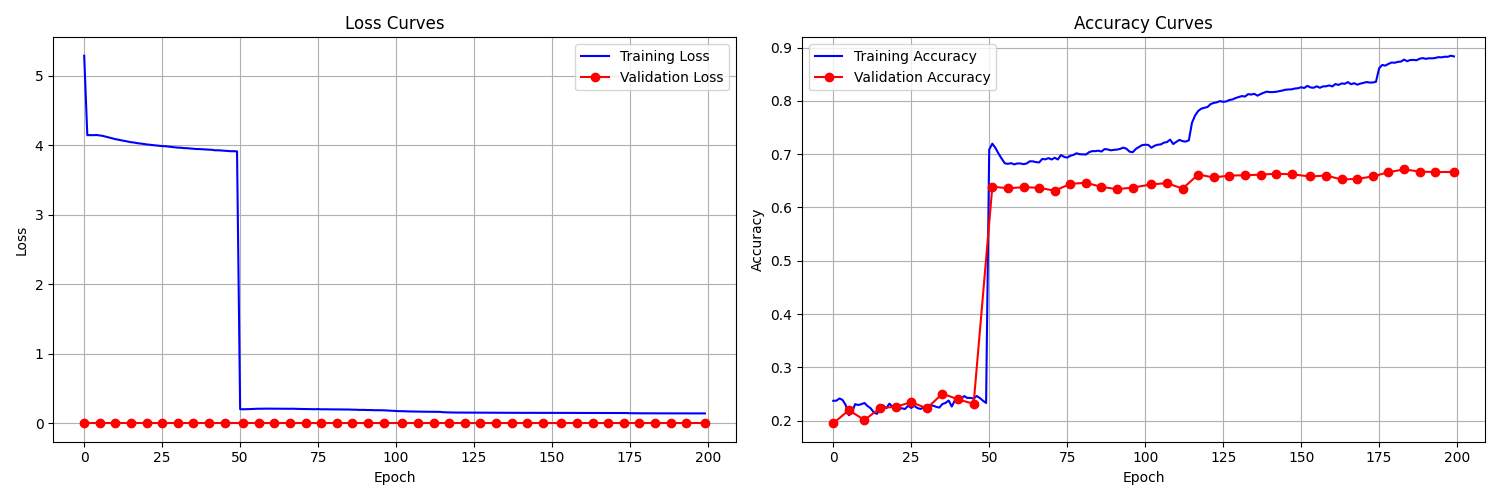 Loss Curves
Training Loss
Validation Loss
5
4
3
2
1
0
Loss
0 25 50 75 100 125 150 175 200
Epoch
Accuracy Curves
Training Accuracy
Validation Accuracy
0.9
0.8
0.7
0.6
0.5
0.4
0.3
0.2
Accuracy
0 25 50 75 100 125 150 175 200
Epoch